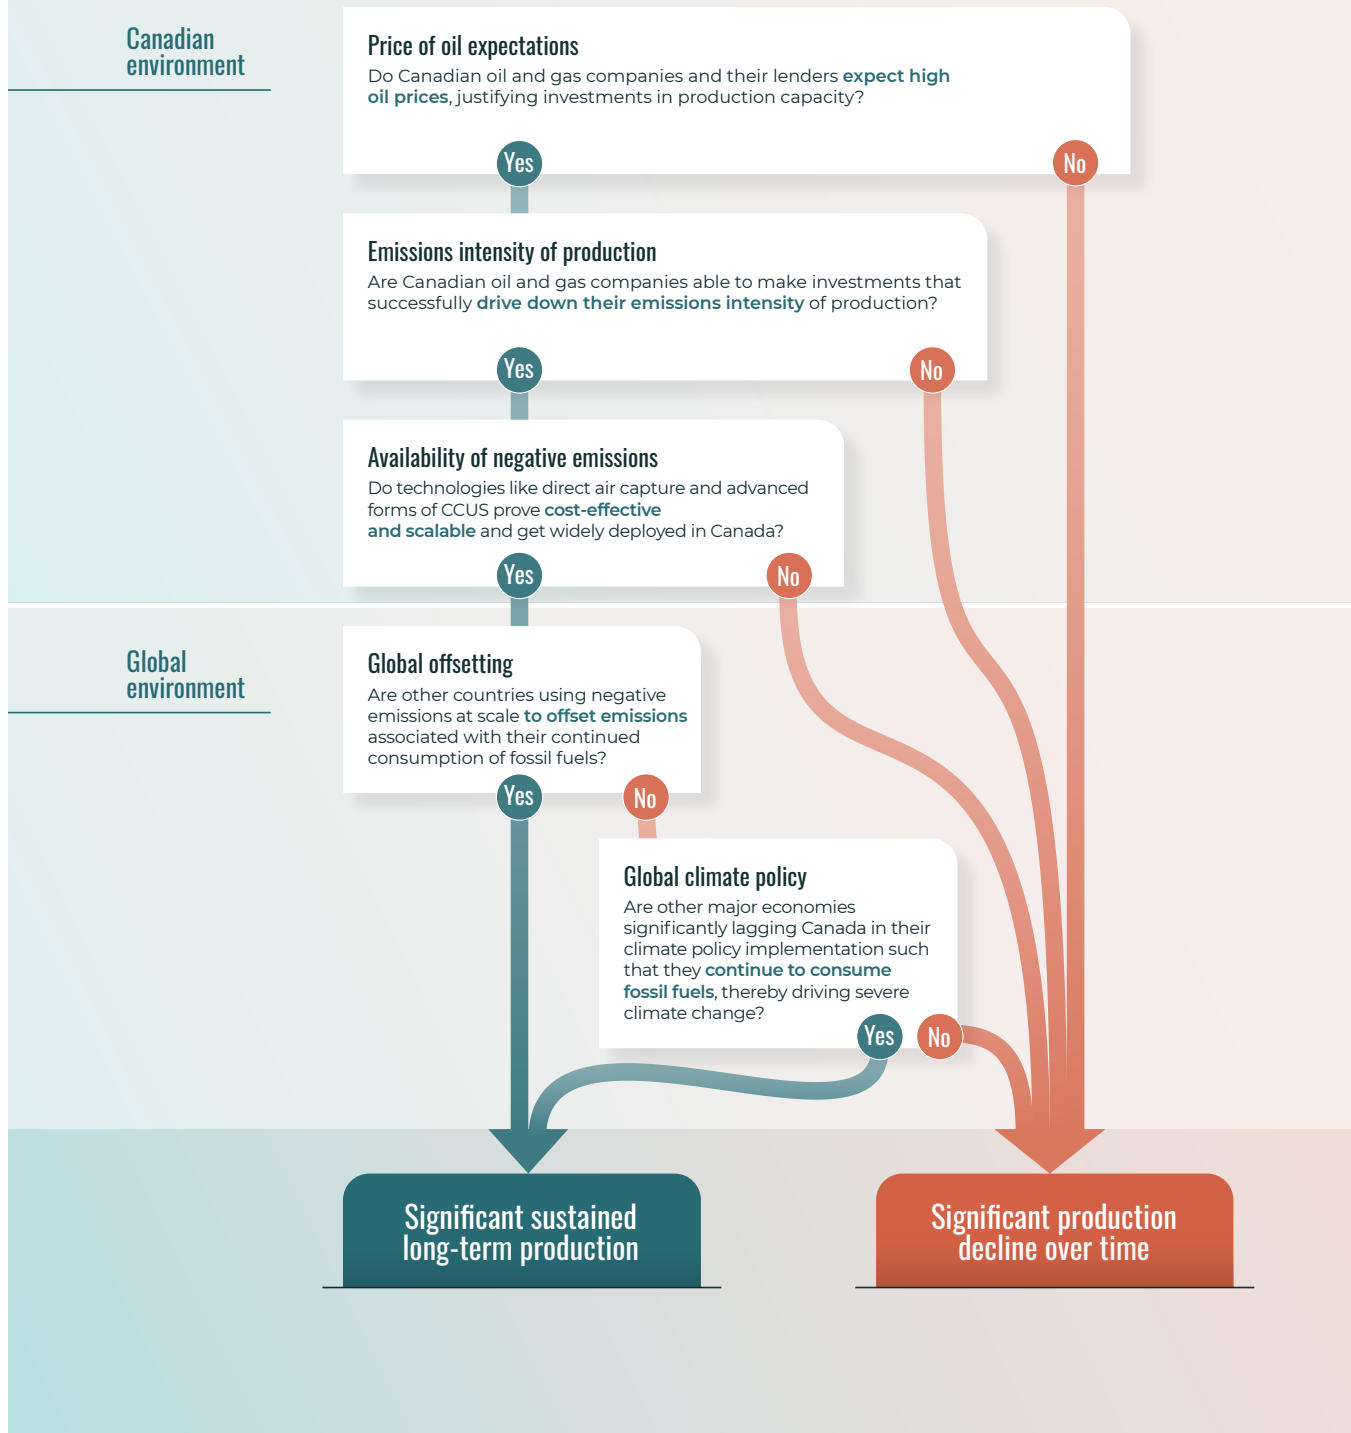 Canadian
environment
Price of oil expectations
Do Canadian oil and gas companies and their lenders expect high
oil prices, justifying investments in production capacity?
Yes
No
Emissions intensity of production
Are Canadian oil and gas companies able to make investments that
successfully drive down their emissions intensity of production?
Yes
No
Availability of negative emissions
Do technologies like direct air capture and advanced
forms of CCUS prove cost-effective
and scalable and get widely deployed in Canada?
Yes
No
Global
environment
Global offsetting
Are other countries using negative
emissions at scale to offset emissions
associated with their continued
consumption of fossil fuels?
Yes
No
Global climate policy
Are other major economies
significantly lagging Canada in their
climate policy implementation such
that they continue to consume
fossil fuels, thereby driving severe
climate change?
Yes
No
Significant sustained
long-term production
Significant production
decline over time